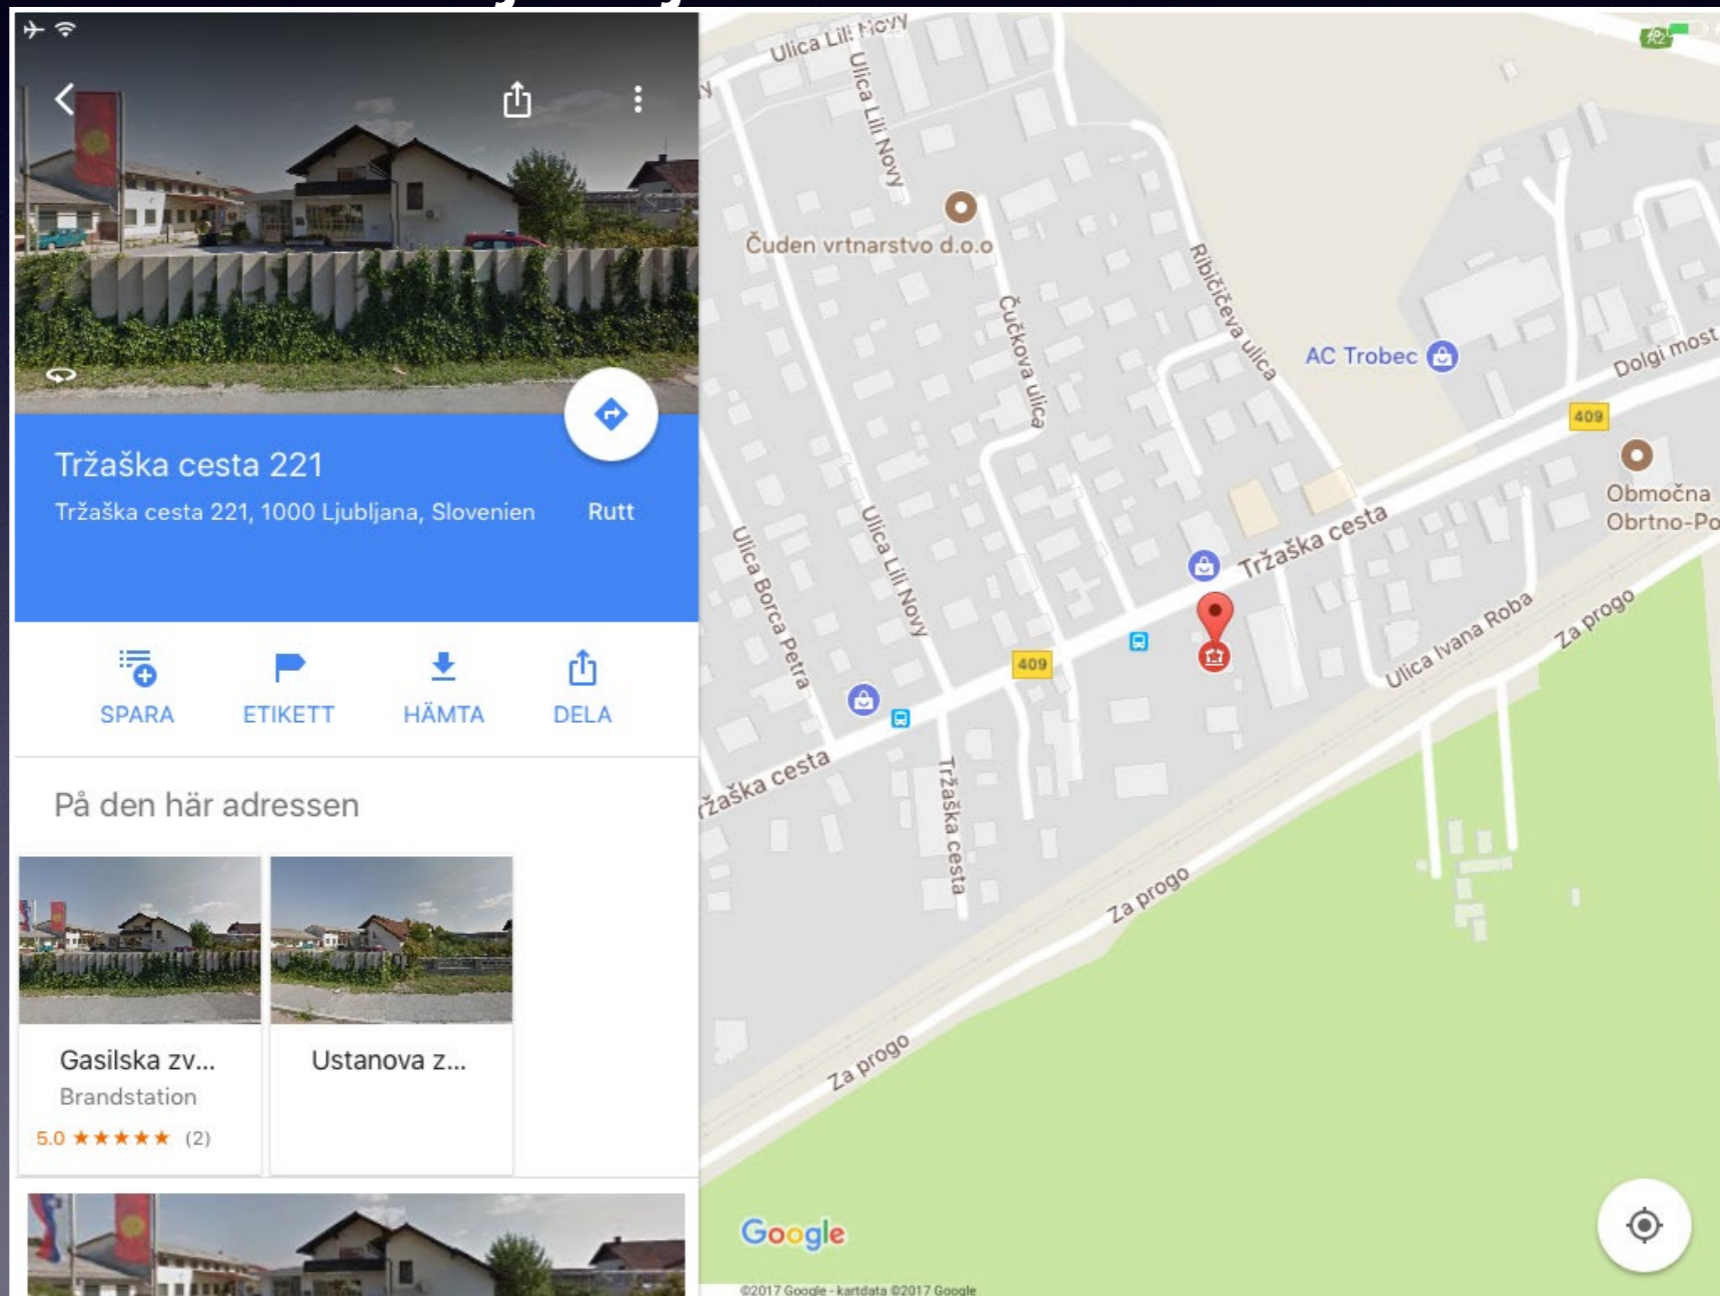 Tržaška cesta 221
Tržaška cesta 221, 1000 Ljubljana, Slovenien
Rutt
SPARA
ETIKETT
HÄMTA
DELA
På den här adressen
Gasilska zv...
Brandstation
5.0 ★★★★★ (2)
Ustanova z...
Ulica Lili Novy
Ulica Lili Novy
Čuden vrtnarstvo d.o.o
Čučkova ulica
Ribičičeva ulica
AC Trobec
Dolgi most
409
Območna
Obrtno-Po
Tržaška cesta
Ulica Borca Petra
Ulica Lili Novy
409
Ulica Ivana Roba
Za progo
ržaška cesta
Tržaška cesta
Za progo
Za progo
Google
©2017 Google - kartdata ©2017 Google